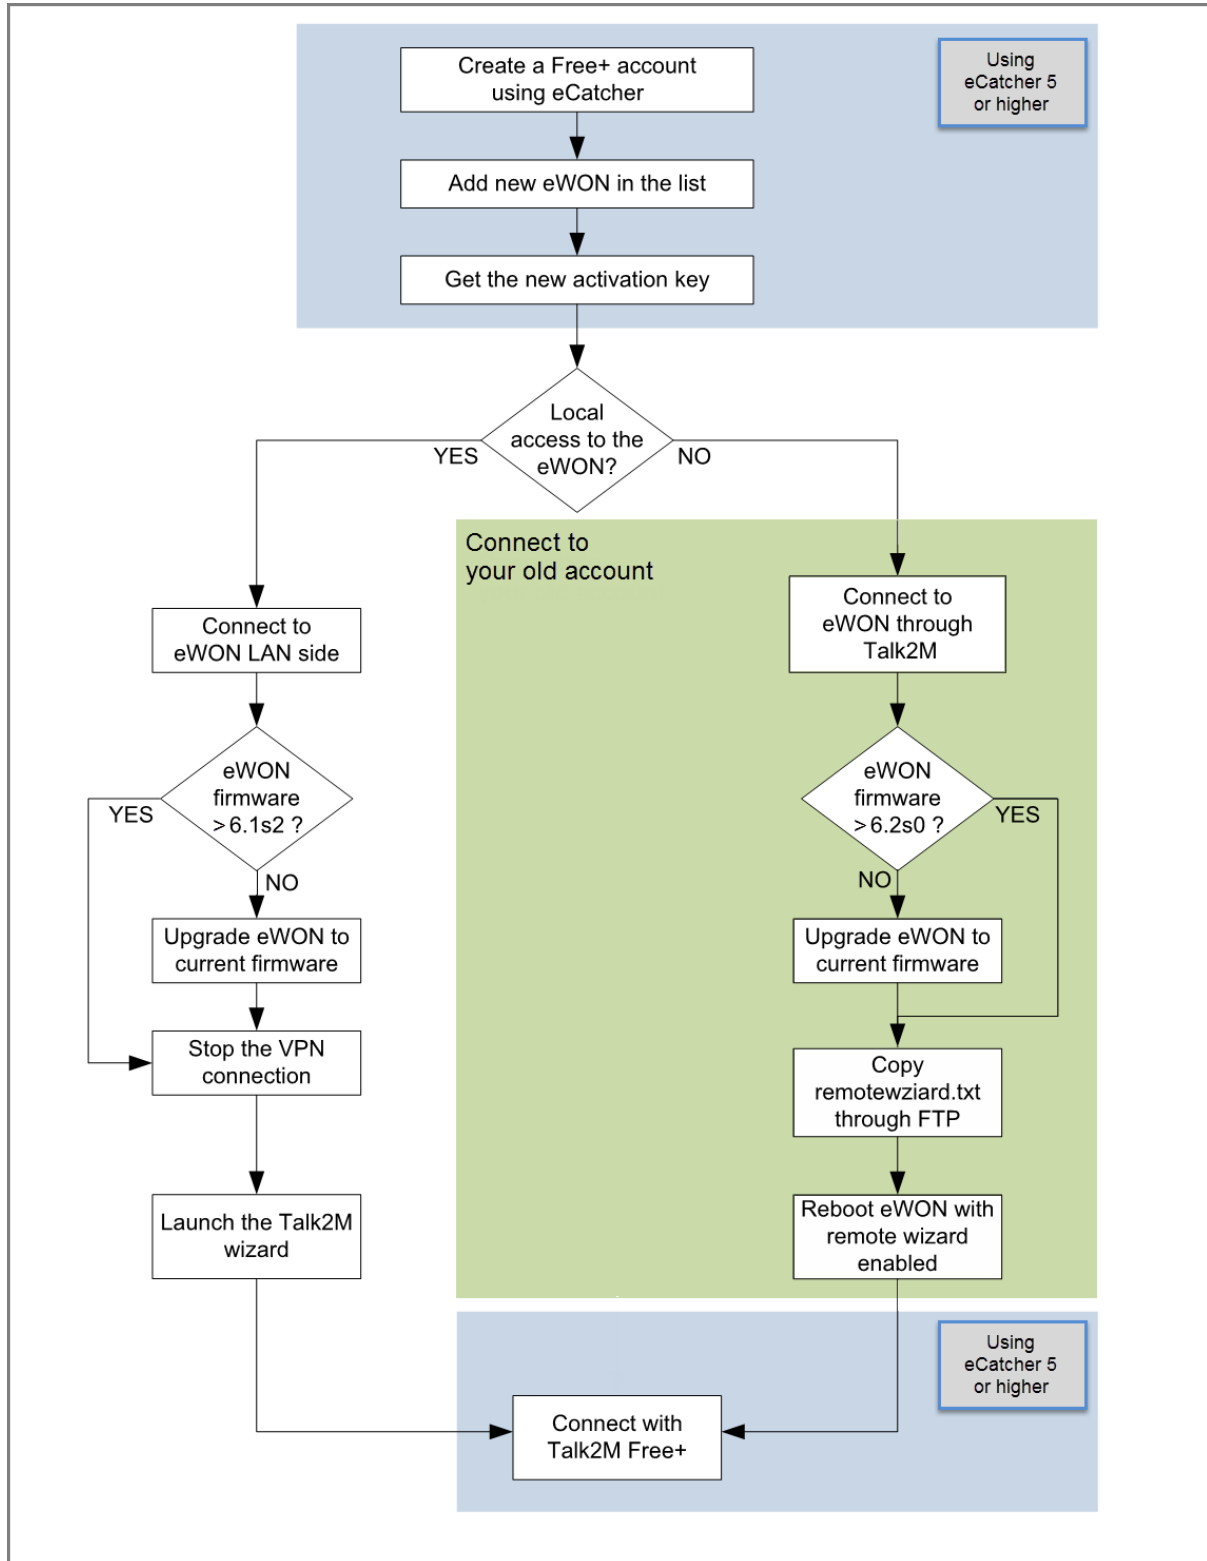 Create a Free+ account
using eCatcher
Using
eCatcher 5
or higher
Add new eWON in the list
Get the new activation key
Local
access to the
eWON?
YES
NO
Connect to
your old account
Connect to
eWON LAN side
Connect to
eWON through
Talk2M
eWON
firmware
>6.1s2 ?
YES
NO
eWON
firmware
>6.2s0 ?
YES
NO
Upgrade eWON to
current firmware
Upgrade eWON to
current firmware
Stop the VPN
connection
Copy
remotewziard.txt
through FTP
Launch the Talk2M
wizard
Reboot eWON with
remote wizard
enabled
Using
eCatcher 5
or higher
Connect with
Talk2M Free+